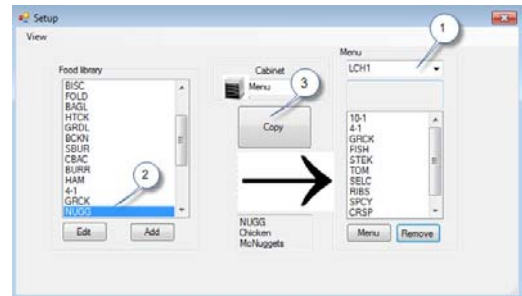 Setup
View
1
Menu
LCH1
Food library
BISC
FOLD
BAGL
HTCK
GRDL
BCKN
SBUR
CBAC
BURR
HAM
4-1
GRCK
NUGG
2
Edit
Add
Cabinet
Menu
3
Copy
NUGG
Chicken
McNuggets
10-1
4-1
GRCK
FISH
STEK
TOM
SELC
RIBS
SPCY
CRSP
Menu
Remove